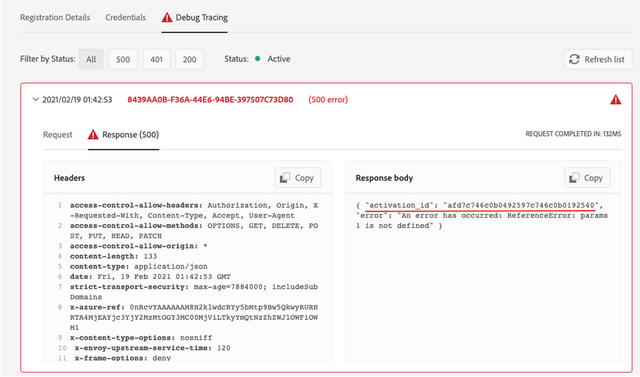 Registration Details Credentials Debug Tracing
Filter by Status: All 500 401 200 Status: Active Refresh list
2021/02/19 01:42:53 8439AA0B-F36A-44E6-94BE-397507C73D80 (500 error)
Request Response (500) REQUEST COMPLETED IN: 132MS
Headers Copy
1 access-control-allow-headers: Authorization, Origin, X
-Requested-With, Content-Type, Accept, User-Agent
2 access-control-allow-methods: OPTIONS, GET, DELETE, PO
ST, PUT, HEAD, PATCH
3 access-control-allow-origin: *
4 content-length: 133
5 content-type: application/json
6 date: Fri, 19 Feb 2021 01:42:53 GMT
7 strict-transport-security: max-age=7884000; includeSub
Domains
8 x-azure-ref:
9 x-content-type-options: nosniff
10 x-envoy-upstream-service-time: 120
11 x-frame-options: deny
Response body Copy
{ "activation_id": "afd7c746c0b0492597c746c0b0192540",
"error": "An error has occurred: ReferenceError: params
1 is not defined" }